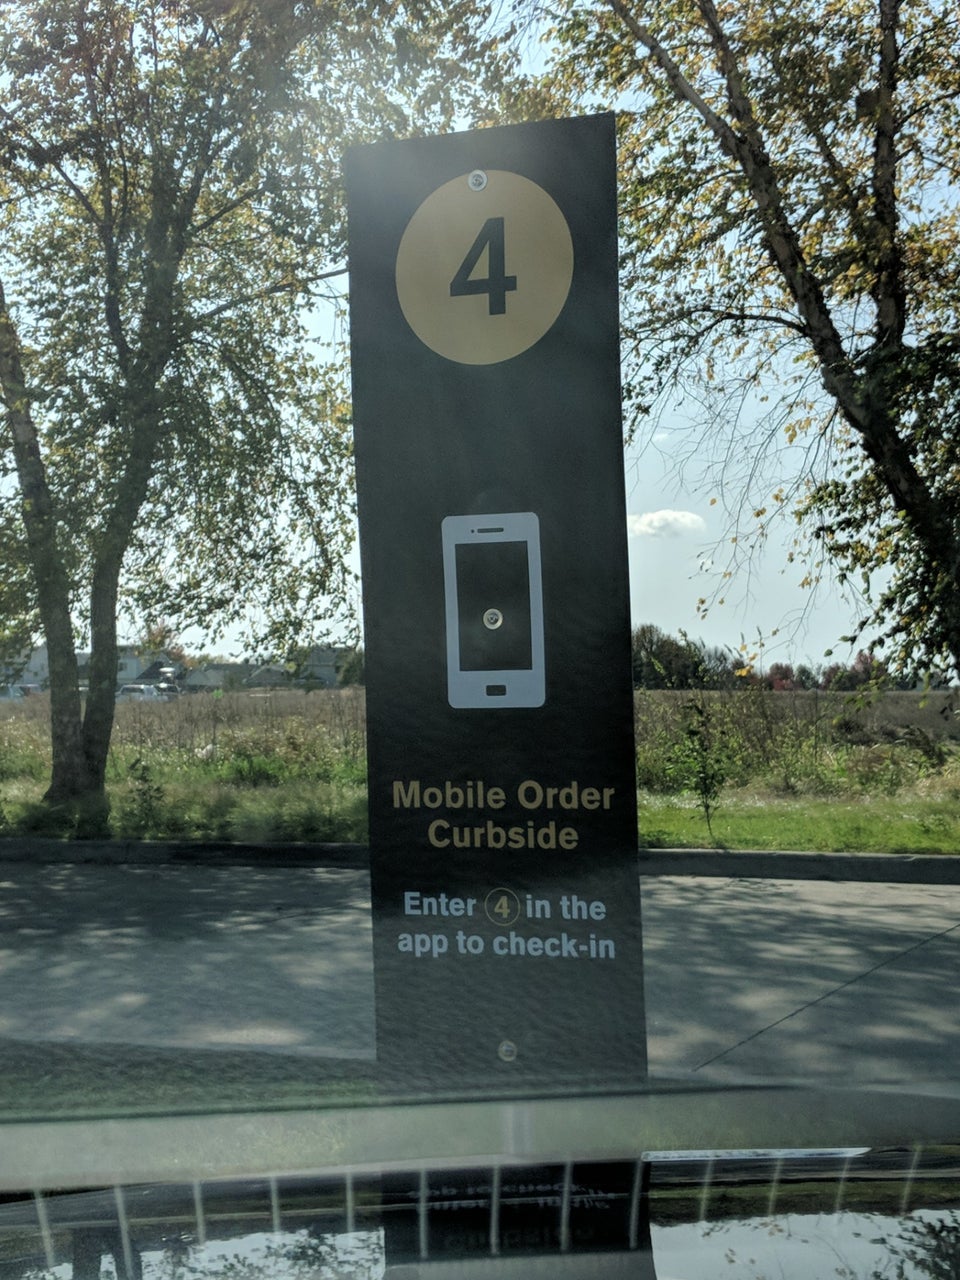 4
Mobile Order
Curbside
Enter 4 in the
app to check-in